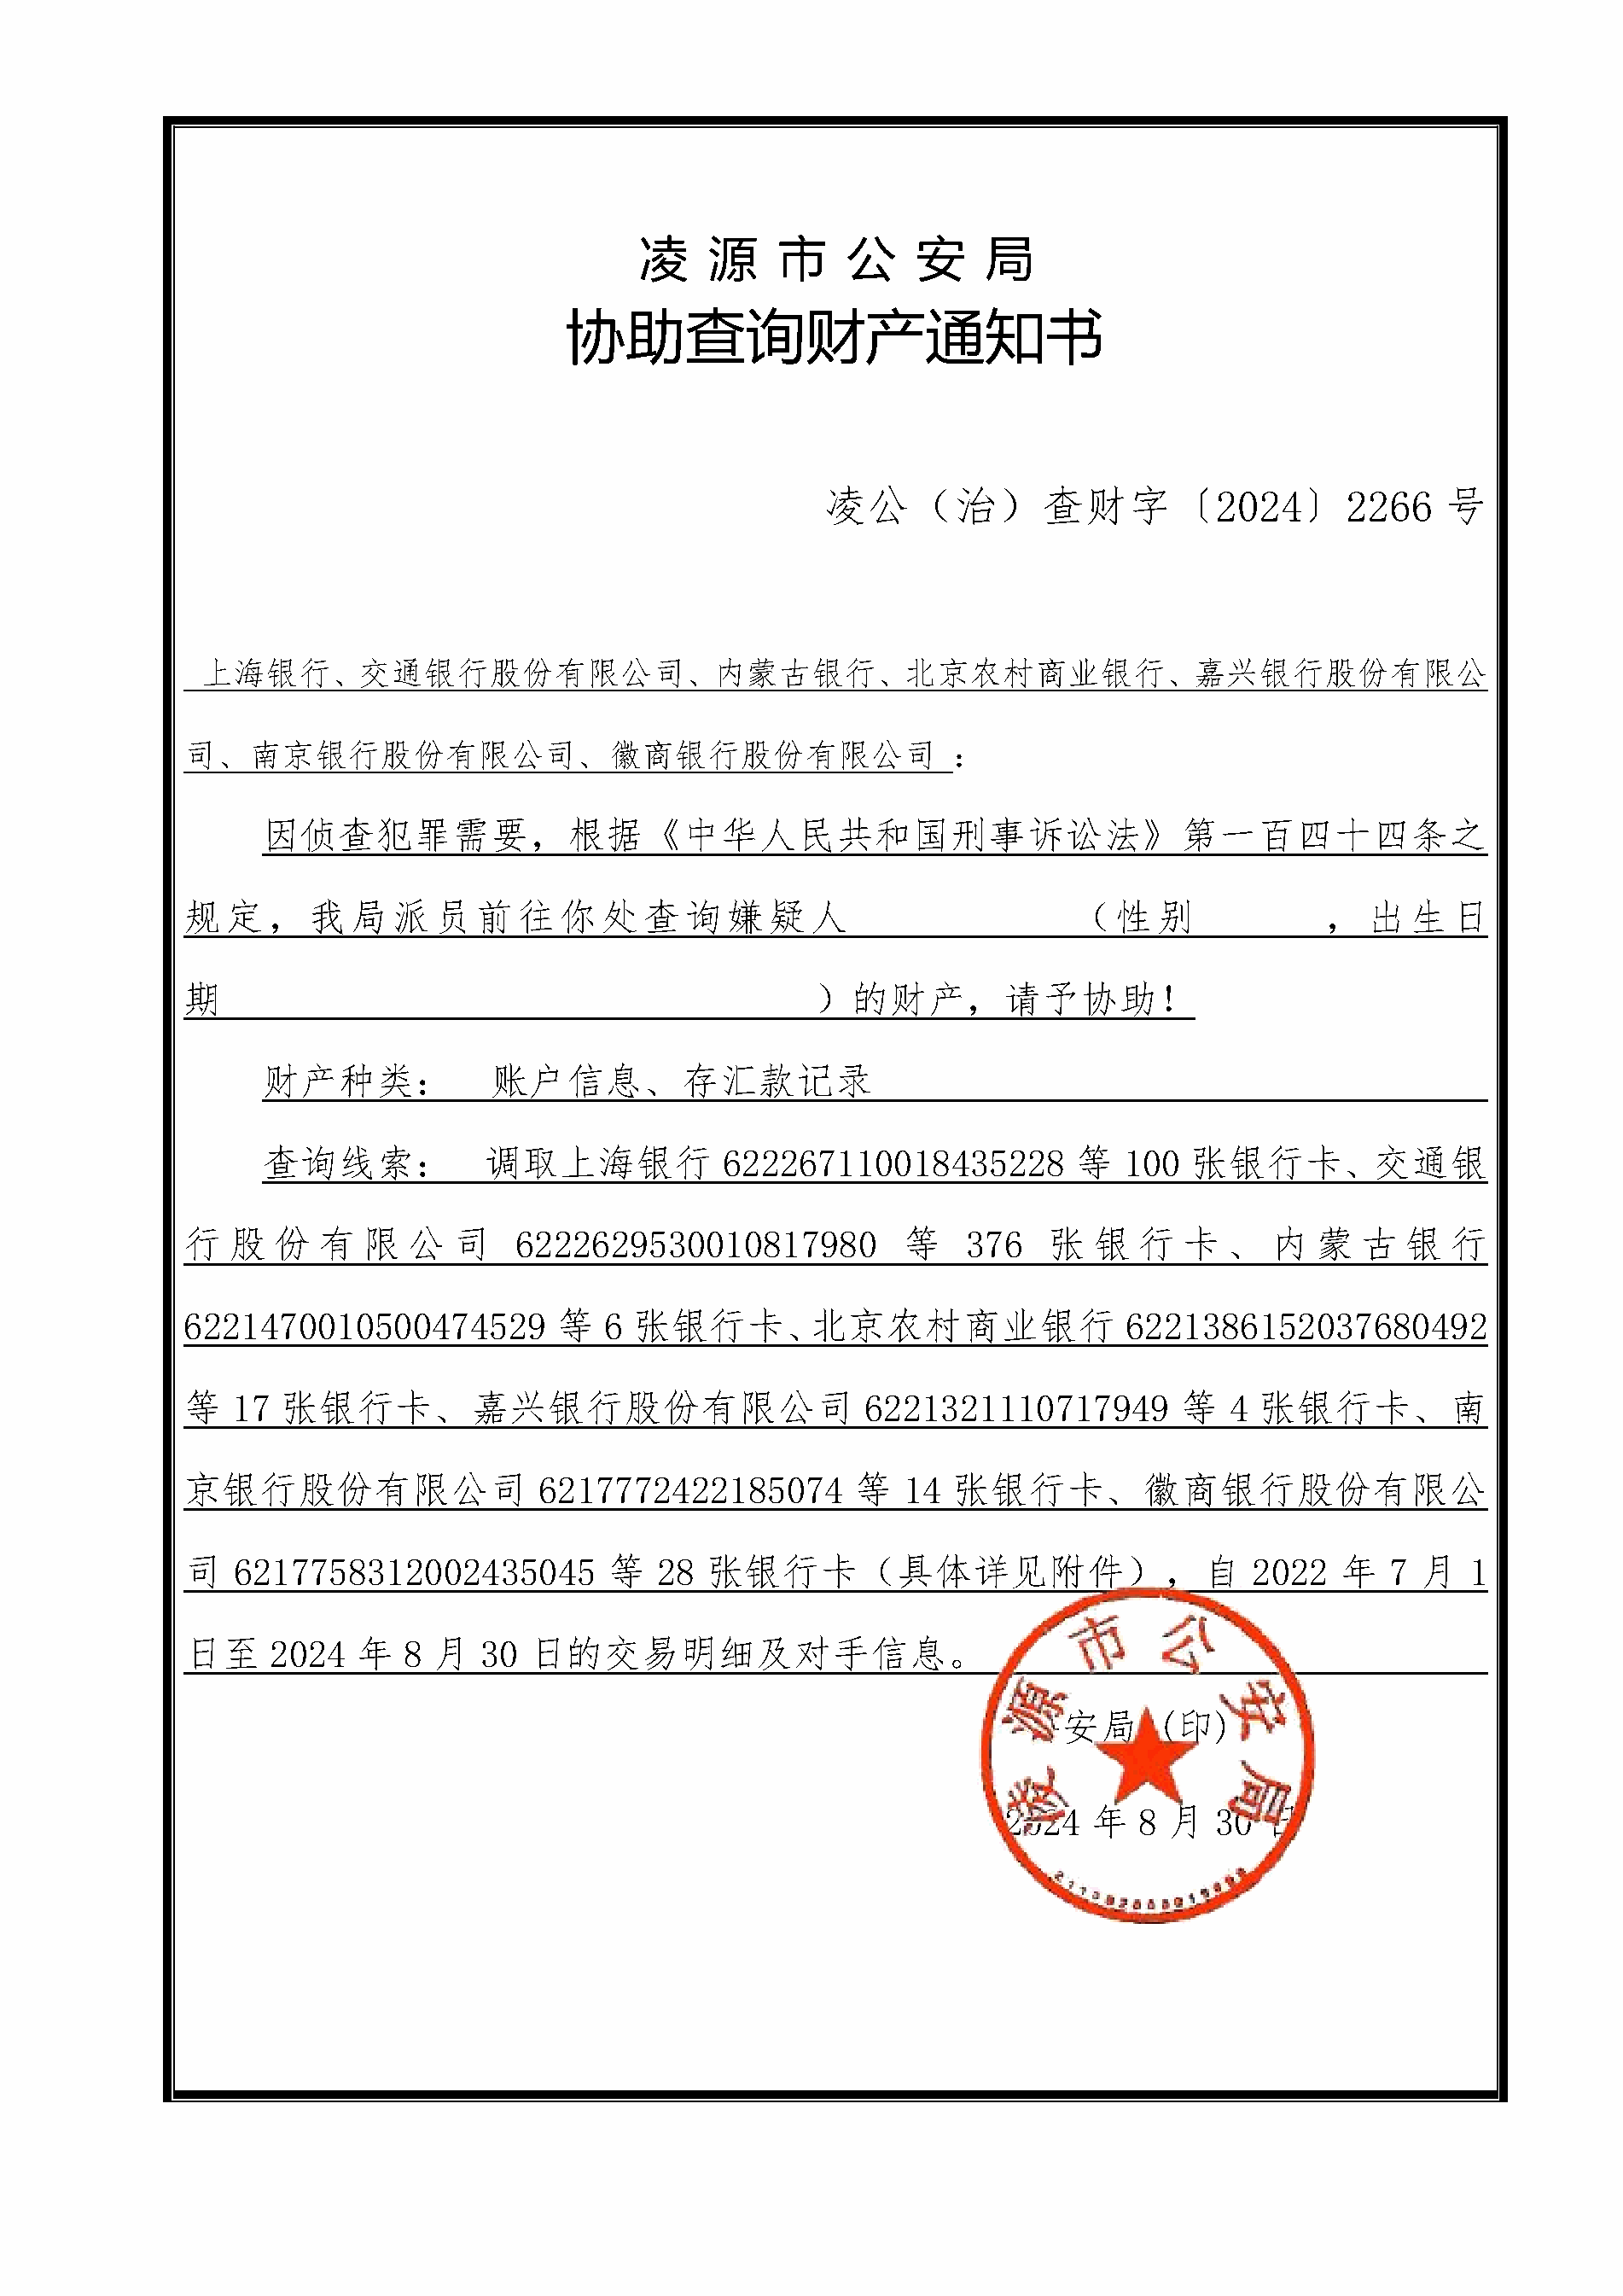 凌源市公安局
协助查询财产通知书
凌公（治）查财字〔2024〕2266 号
上海银行、交通银行股份有限公司、内蒙古银行、北京农村商业银行、嘉兴银行股份有限公
司、南京银行股份有限公司、徽商银行股份有限公司 ：
因侦查犯罪需要，根据《中华人民共和国刑事诉讼法》第一百四十四条之
规定，我局派员前往你处查询嫌疑人 （性别 ，出生日
期 ）的财产，请予协助！
财产种类： 账户信息、存汇款记录
查询线索： 调取上海银行 622267110018435228 等 100 张银行卡、交通银
行股份有限公司 6222629530010817980 等 376 张银行卡、内蒙古银行
6221470010500474529 等 6 张银行卡、北京农村商业银行 6221386152037680492
等 17 张银行卡、嘉兴银行股份有限公司 6221321110717949 等 4 张银行卡、南
京银行股份有限公司 6217772422185074 等 14 张银行卡、徽商银行股份有限公
司 6217758312002435045 等 28 张银行卡（具体详见附件），自 2022 年 7 月 1
日至 2024 年 8 月 30 日的交易明细及对手信息。
凌源市公安局
安局 (印)
2024 年 8 月 30 日